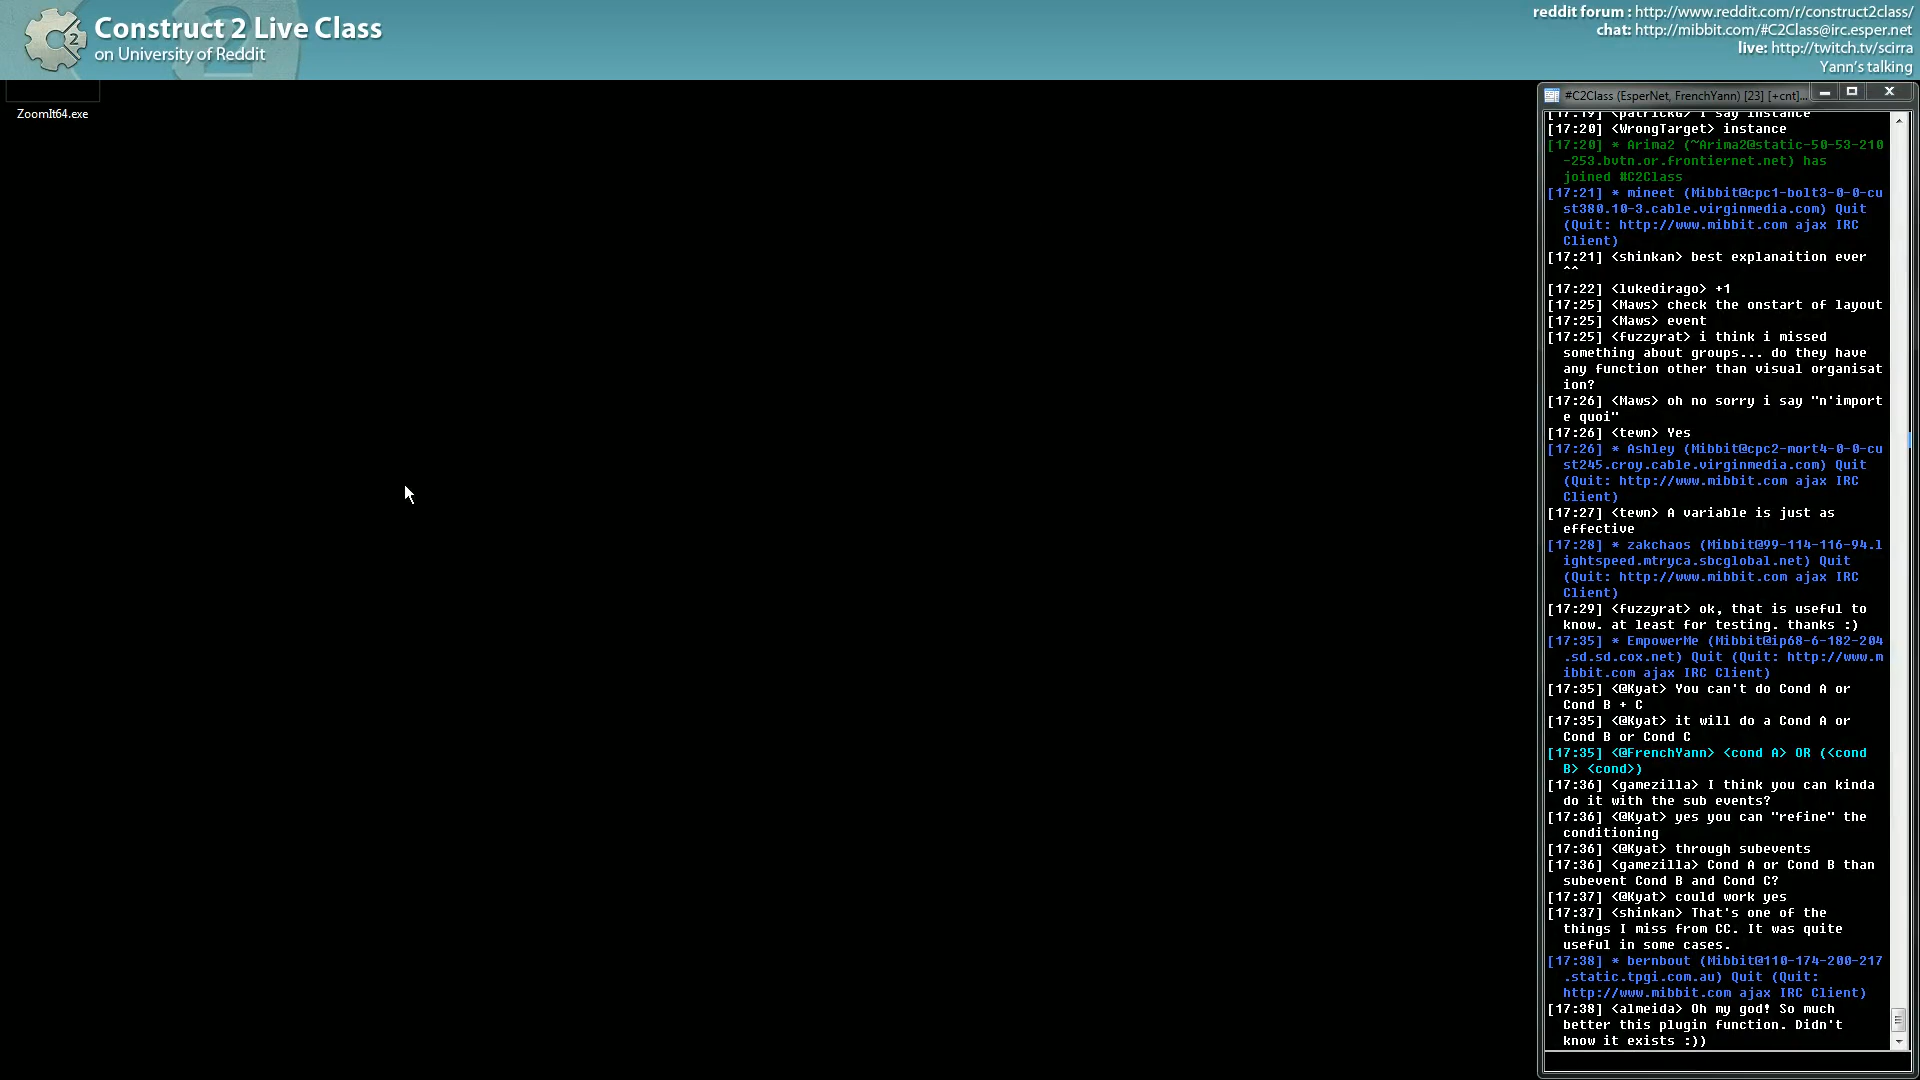 Construct 2 Live Class
on University of Reddit
reddit forum : http://www.reddit.com/r/construct2class/
chat: http://mibbit.com/#C2Class@irc.esper.net
live: http://twitch.tv/scirra
Yann's talking
ZoomIt64.exe
#C2Class (EsperNet, FrenchYann) [23] [+cnt]...
[17:19] <patrickG> I say instance
[17:20] <WrongTarget> instance
[17:20] * Arima2 (~Arima2@static-50-53-210
-253.bvtn.or.frontiernet.net) has
joined #C2Class
[17:21] * mineet (Mibbit@cpc1-bolt3-0-0-cu
st380.10-3.cable.virginmedia.com) Quit
(Quit: http://www.mibbit.com ajax IRC
Client)
[17:21] <shinkan> best explanaition ever
^^
[17:22] <lukedirago> +1
[17:25] <Maws> check the onstart of layout
[17:25] <Maws> event
[17:25] <fuzzyrat> i think i missed
something about groups... do they have
any function other than visual organisat
ion?
[17:26] <Maws> oh no sorry i say "n'import
e quoi"
[17:26] <tewn> Yes
[17:26] * Ashley (Mibbit@cpc2-mort4-0-0-cu
st245.croy.cable.virginmedia.com) Quit
(Quit: http://www.mibbit.com ajax IRC
Client)
[17:27] <tewn> A variable is just as
effective
[17:28] * zakchaos (Mibbit@99-114-116-94.l
ightspeed.mtryca.sbcglobal.net) Quit
(Quit: http://www.mibbit.com ajax IRC
Client)
[17:29] <fuzzyrat> ok, that is useful to
know. at least for testing. thanks :)
[17:35] * EmpowerMe (Mibbit@ip68-6-182-204
.sd.sd.cox.net) Quit (Quit: http://www.m
ibbit.com ajax IRC Client)
[17:35] <@Kyat> You can't do Cond A or
Cond B + C
[17:35] <@Kyat> it will do a Cond A or
Cond B or Cond C
[17:35] <@FrenchYann> <cond A> OR (<cond
B> <cond>)
[17:36] <gamezilla> I think you can kinda
do it with the sub events?
[17:36] <@Kyat> yes you can "refine" the
conditioning
[17:36] <@Kyat> through subevents
[17:36] <gamezilla> Cond A or Cond B than
subevent Cond B and Cond C?
[17:37] <@Kyat> could work yes
[17:37] <shinkan> That's one of the
things I miss from CC. It was quite
useful in some cases.
[17:38] * bernbout (Mibbit@110-174-200-217
.static.tpgi.com.au) Quit (Quit:
http://www.mibbit.com ajax IRC Client)
[17:38] <almeida> Oh my god! So much
better this plugin function. Didn't
know it exists :))